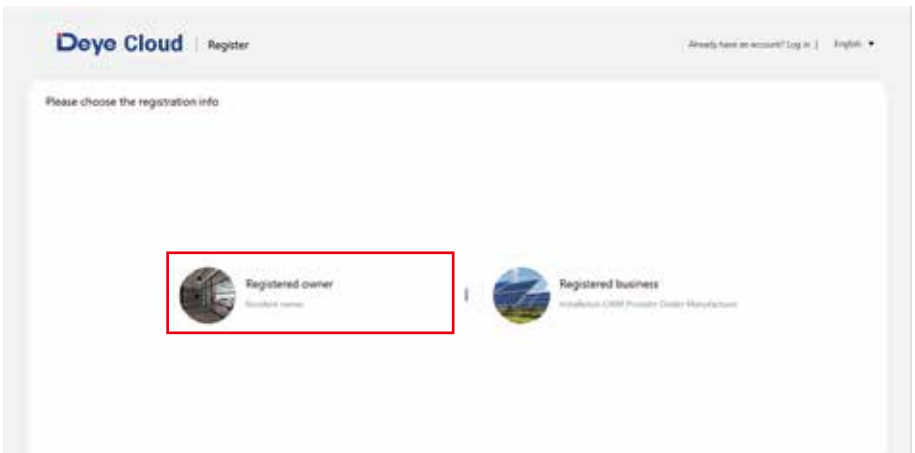 Deye Cloud Register
Already have an account? Log in | English
Please choose the registration info
Registered owner
Resident owner
Registered business
Installation O&M Provider Dealer Manufacturer